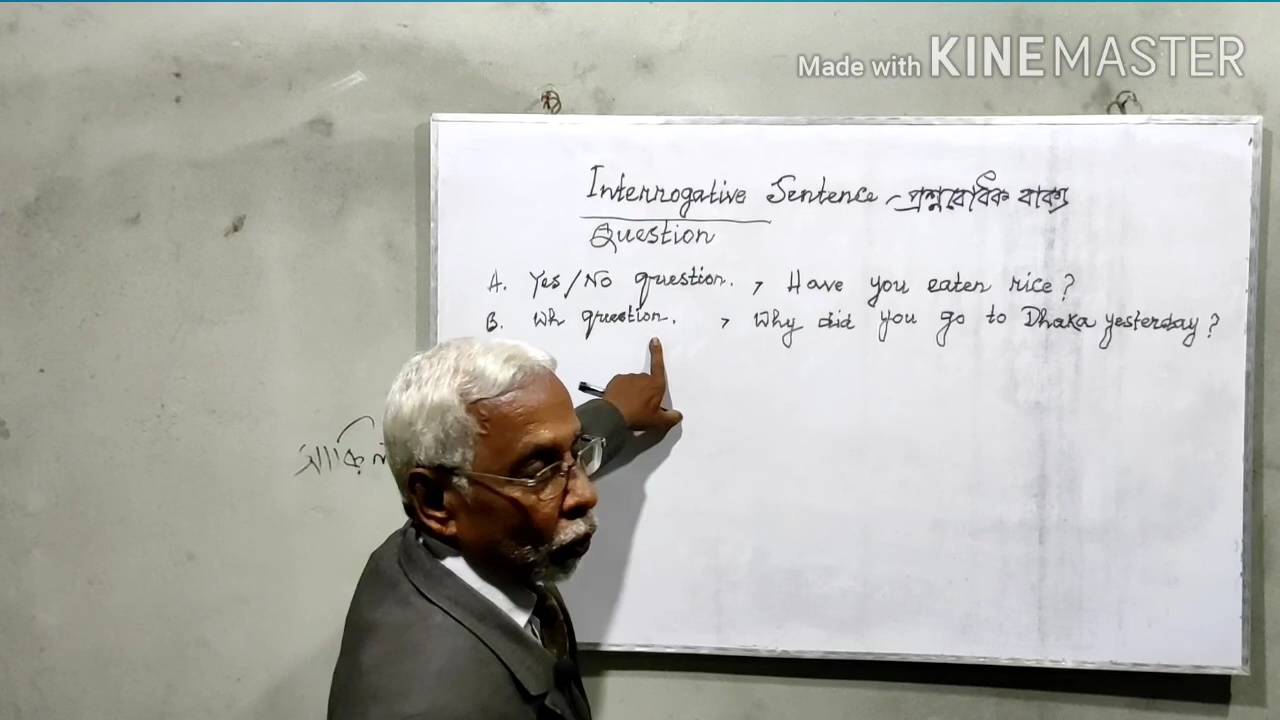 Made with KINEMASTER
Interrogative Sentence - প্রশ্নবোধক বাক্য
Question
A. Yes/No question. > Have you eaten rice?
B. Wh question. > Why did you go to Dhaka yesterday?